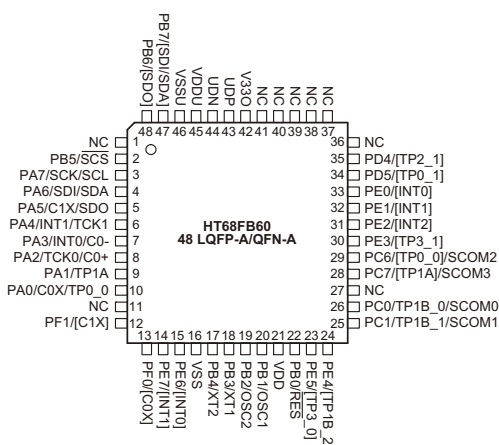 PB6/[SDO]
PB7/[SDI/SDA]
VSSU
VDDU
UDN
UDP
V33O
NC
NC
NC
NC
NC
48 47 46 45 44 43 42 41 40 39 38 37
NC 1
PB5/SCS 2
PA7/SCK/SCL 3
PA6/SDI/SDA 4
PA5/C1X/SDO 5
PA4/INT1/TCK1 6
PA3/INT0/C0- 7
PA2/TCK0/C0+ 8
PA1/TP1A 9
PA0/C0X/TP0_0 10
NC 11
PF1/[C1X] 12
HT68FB60
48 LQFP-A/QFN-A
36 NC
35 PD4/[TP2_1]
34 PD5/[TP0_1]
33 PE0/[INT0]
32 PE1/[INT1]
31 PE2/[INT2]
30 PE3/[TP3_1]
29 PC6/[TP0_0]/SCOM2
28 PC7/[TP1A]/SCOM3
27 NC
26 PC0/TP1B_0/SCOM0
25 PC1/TP1B_1/SCOM1
13 14 15 16 17 18 19 20 21 22 23 24
PF0/[C0X]
PE7/[INT1]
PE6/[INT0]
VSS
PB4/XT2
PB3/XT1
PB2/OSC2
PB1/OSC1
VDD
PB0/RES
PE5/[TP3_0]
PE4/[TP1B_2